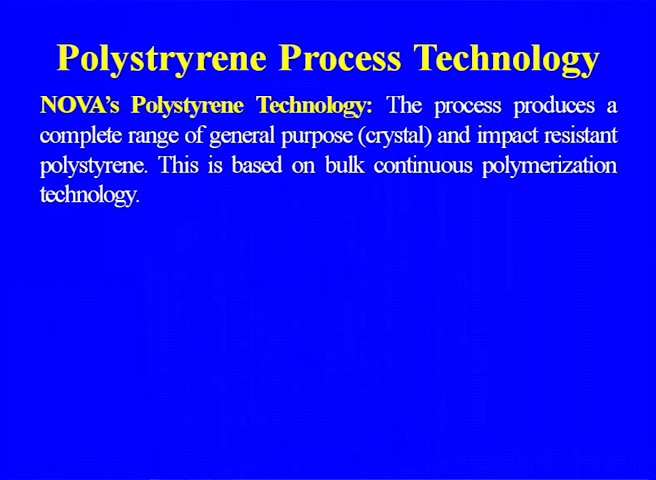 Polystryrene Process Technology
NOVA's Polystyrene Technology: The process produces a
complete range of general purpose (crystal) and impact resistant
polystyrene. This is based on bulk continuous polymerization
technology.